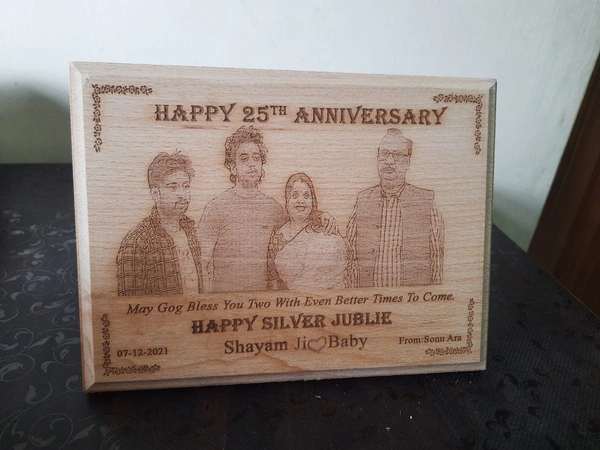 HAPPY 25TH ANNIVERSARY
May Gog Bless You Two With Even Better Times To Come.
HAPPY SILVER JUBLIE
Shayam Ji Baby
07-12-2021
From:Sonu Ara